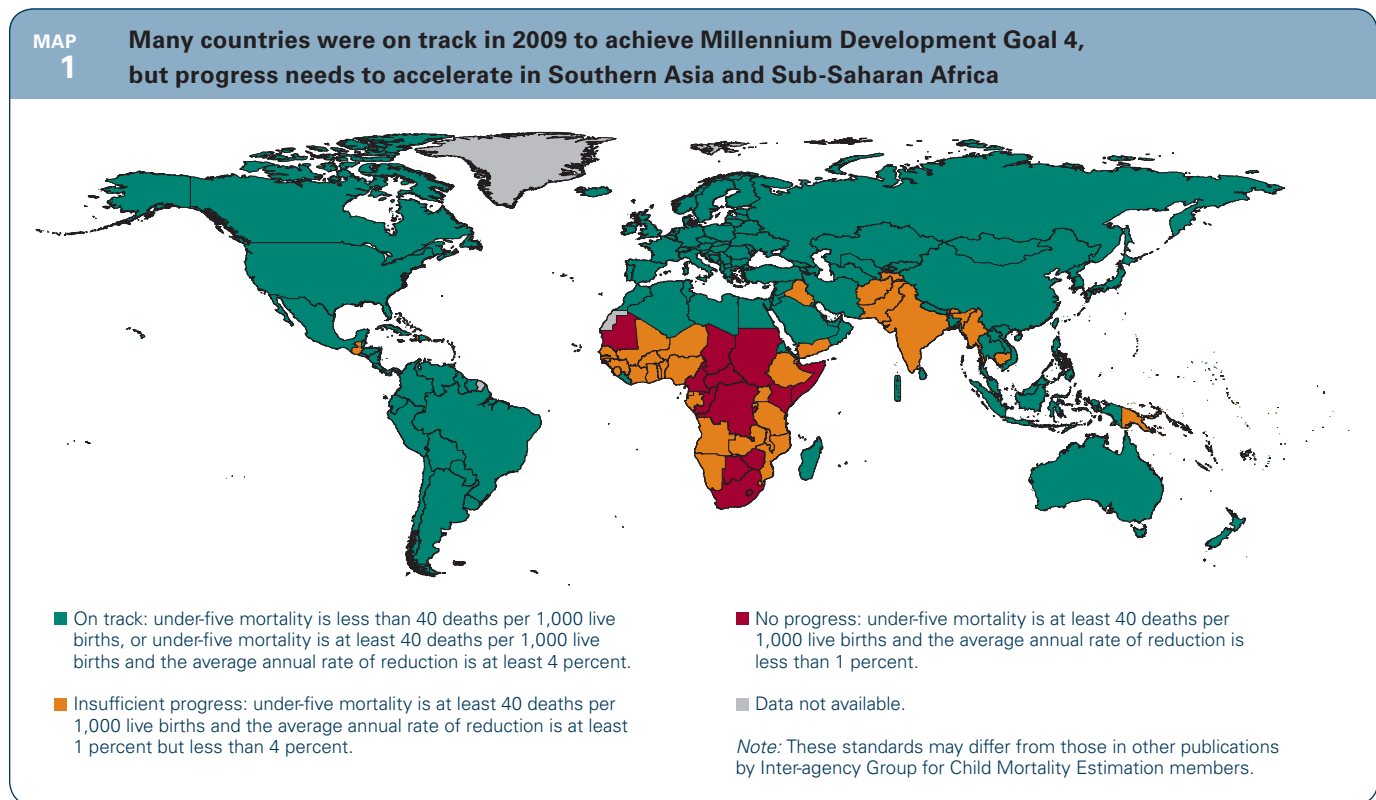 MAP
1
Many countries were on track in 2009 to achieve Millennium Development Goal 4,
but progress needs to accelerate in Southern Asia and Sub-Saharan Africa
On track: under-five mortality is less than 40 deaths per 1,000 live
births, or under-five mortality is at least 40 deaths per 1,000 live
births and the average annual rate of reduction is at least 4 percent.
Insufficient progress: under-five mortality is at least 40 deaths per
1,000 live births and the average annual rate of reduction is at least
1 percent but less than 4 percent.
No progress: under-five mortality is at least 40 deaths per
1,000 live births and the average annual rate of reduction is
less than 1 percent.
Data not available.
Note: These standards may differ from those in other publications
by Inter-agency Group for Child Mortality Estimation members.